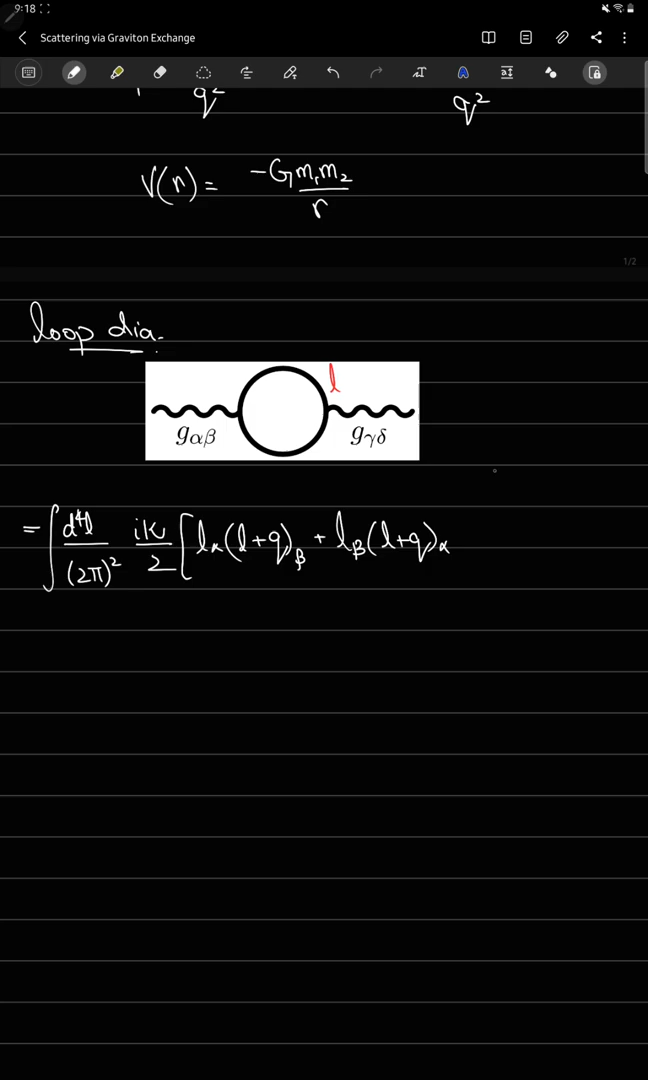 9:18
Scattering via Graviton Exchange
q²
q²
V(r) = -Gm₁m₂ / r
1/2
loop dia.
l
gαβ gγδ
= ∫ d⁴l / (2π)² iκ / 2 [ lα(l+q)β + lβ(l+q)α